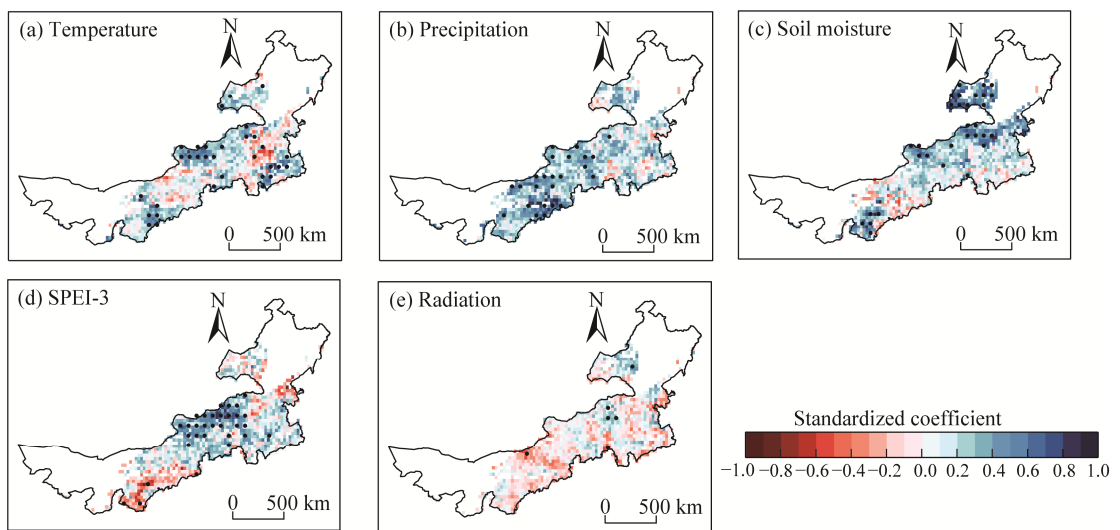 (a) Temperature
N
0 500 km
(b) Precipitation
N
0 500 km
(c) Soil moisture
N
0 500 km
(d) SPEI-3
N
0 500 km
(e) Radiation
N
0 500 km
Standardized coefficient
−1.0 −0.8 −0.6 −0.4 −0.2 0.0 0.2 0.4 0.6 0.8 1.0